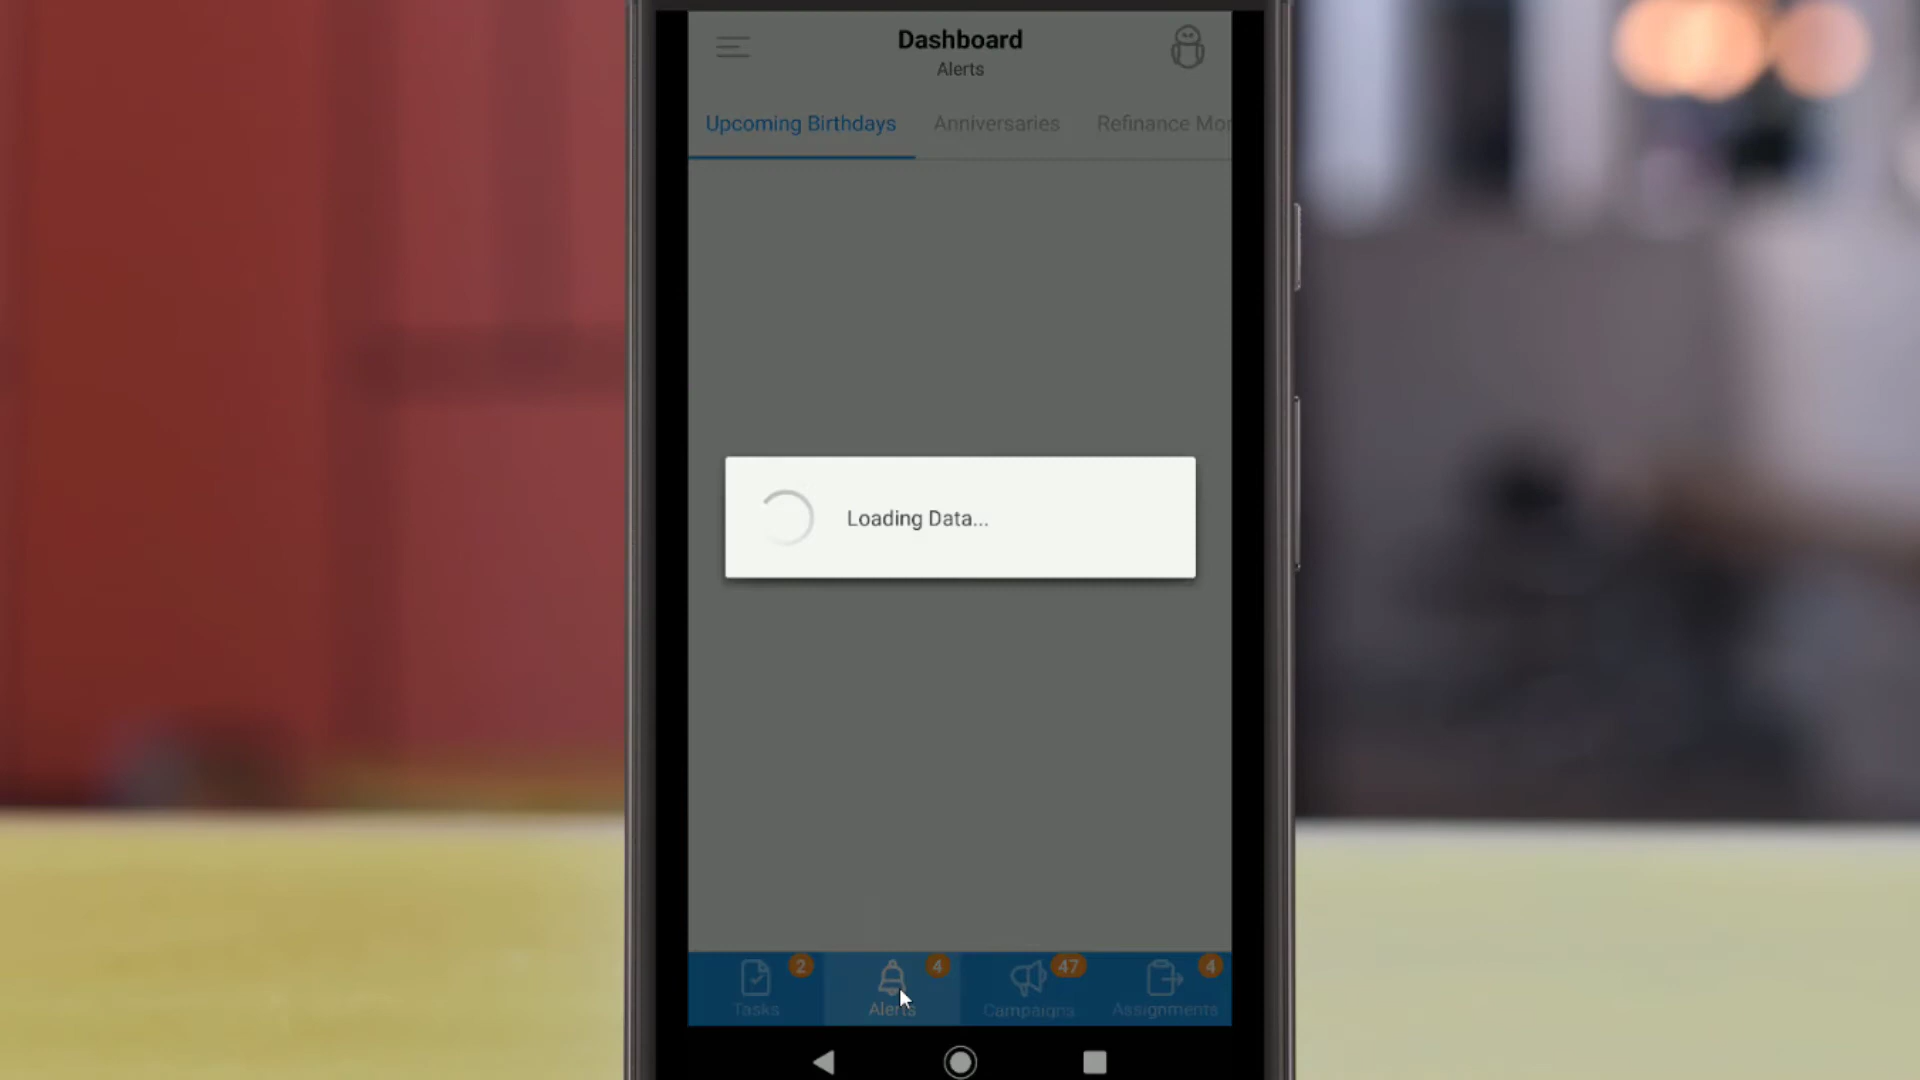 Dashboard
Alerts
Upcoming Birthdays Anniversaries Refinance Mor
Loading Data...
2 4 47 4
Tasks Alerts Campaigns Assignments